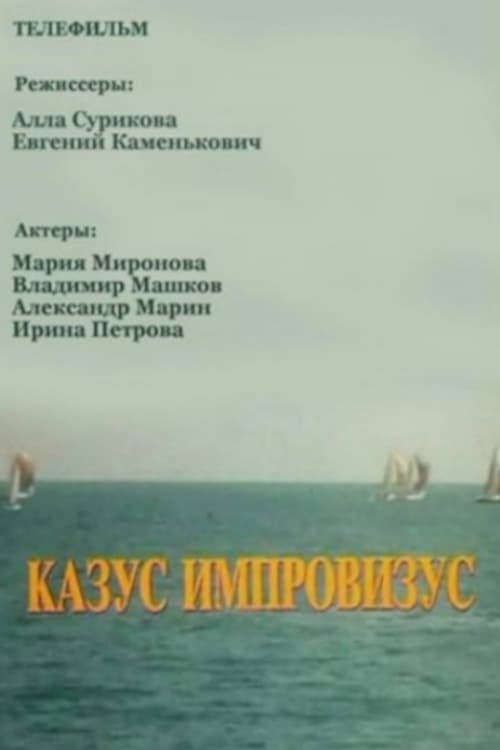 ТЕЛЕФИЛЬМ
Режиссеры:
Алла Сурикова
Евгений Каменькович
Актеры:
Мария Миронова
Владимир Машков
Александр Марин
Ирина Петрова
КАЗУС ИМПРОВИЗУС